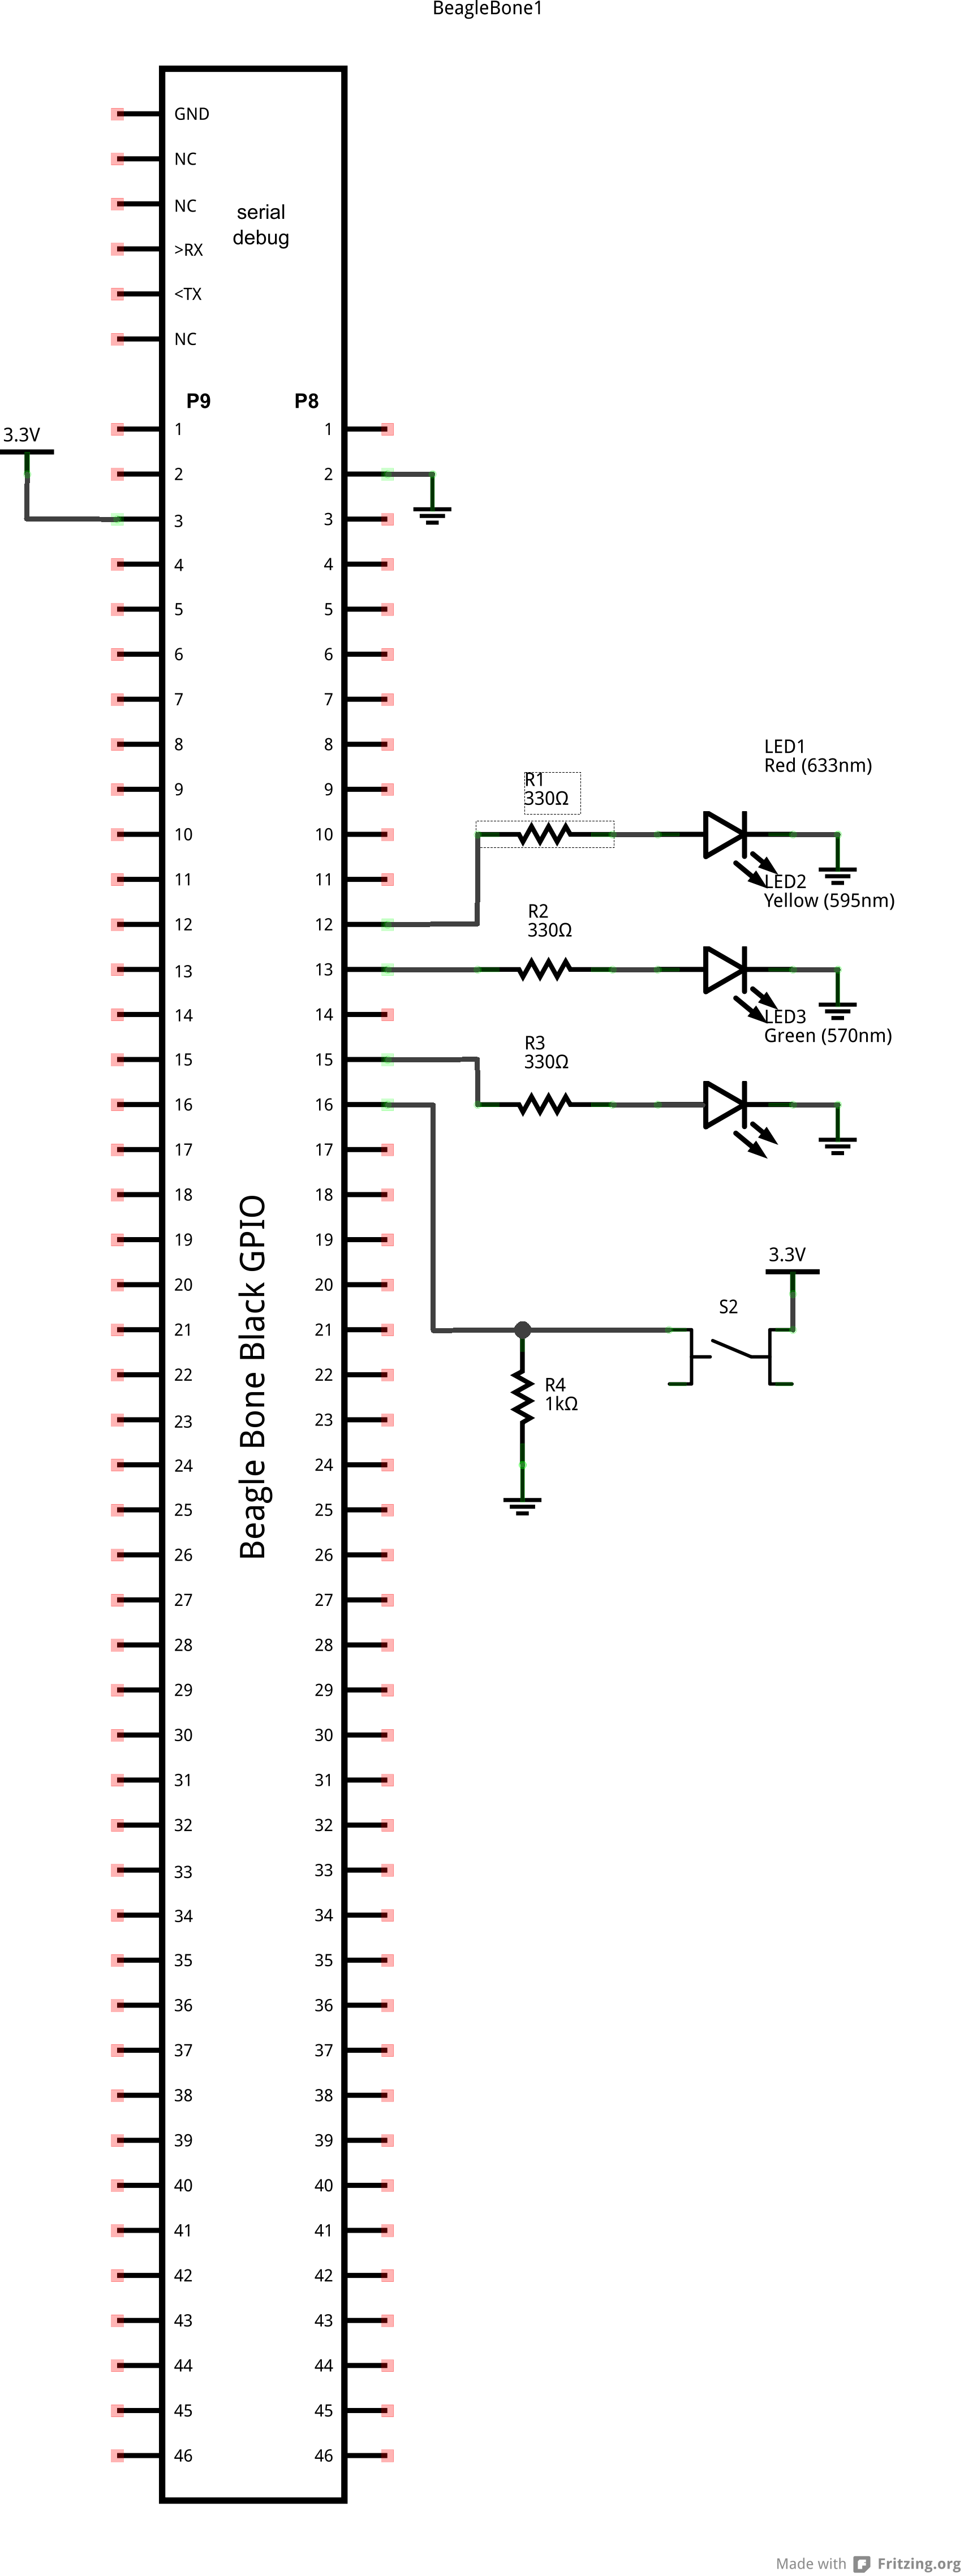 BeagleBone1
GND
NC
NC
>RX
<TX
NC
serial
debug
P9 P8
3.3V
1 1
2 2
3 3
4 4
5 5
6 6
7 7
8 8
9 9
10 10
11 11
12 12
13 13
14 14
15 15
16 16
17 17
18 18
19 19
20 20
21 21
22 22
23 23
24 24
25 25
26 26
27 27
28 28
29 29
30 30
31 31
32 32
33 33
34 34
35 35
36 36
37 37
38 38
39 39
40 40
41 41
42 42
43 43
44 44
45 45
46 46
Beagle Bone Black GPIO
LED1
Red (633nm)
R1
330Ω
LED2
Yellow (595nm)
R2
330Ω
LED3
Green (570nm)
R3
330Ω
3.3V
S2
R4
1kΩ
Made with Fritzing.org